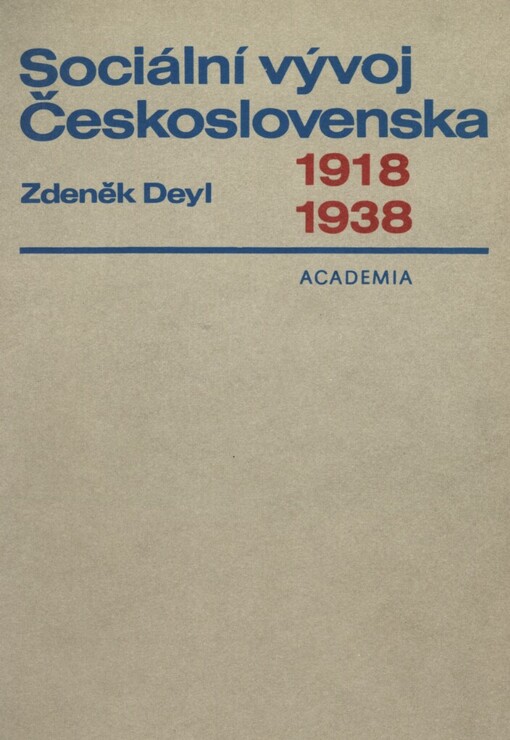 Sociální vývoj
Československa
1918
Zdeněk Deyl
1938
ACADEMIA